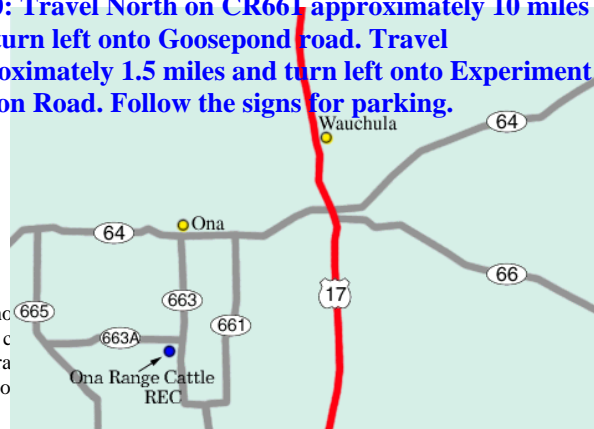 : Travel North on CR661 approximately 10 miles
turn left onto Goosepond road. Travel
oximately 1.5 miles and turn left onto Experiment
on Road. Follow the signs for parking.
Wauchula
64
Ona
64
66
17
663
665
661
663A
Ona Range Cattle
REC